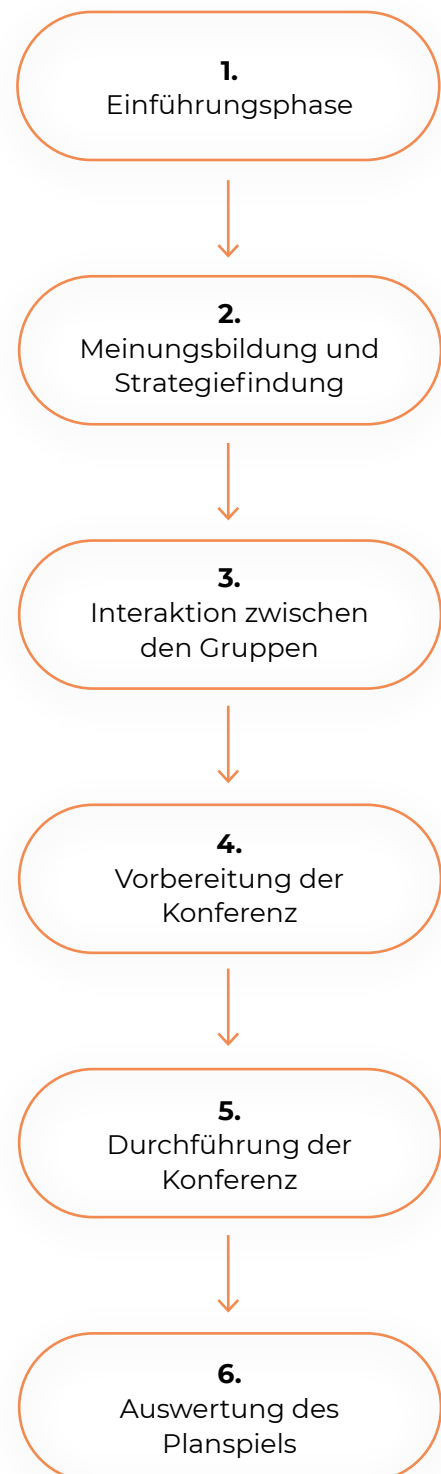 1.
Einführungsphase
2.
Meinungsbildung und
Strategiefindung
3.
Interaktion zwischen
den Gruppen
4.
Vorbereitung der
Konferenz
5.
Durchführung der
Konferenz
6.
Auswertung des
Planspiels